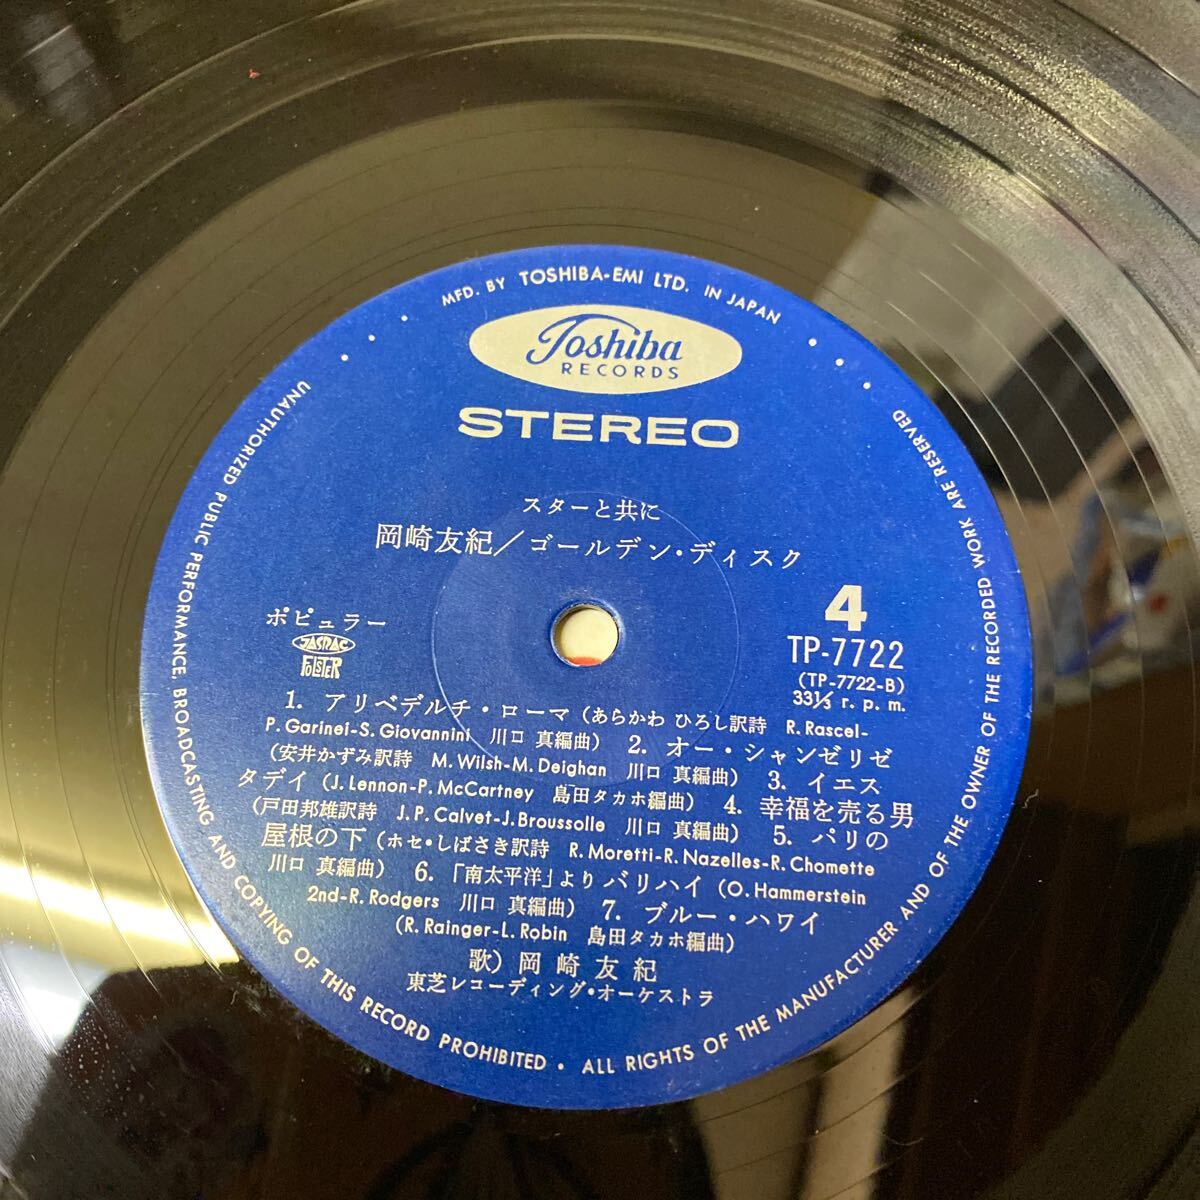 MFD. BY TOSHIBA-EMI LTD. IN JAPAN
Toshiba
RECORDS
STEREO
スターと共に
岡崎友紀/ゴールデン・ディスク
ポピュラー
JASRAC
FOLSTER
4
TP-7722
(TP-7722-B)
33⅓ r. p. m.
1. アリベデルチ・ローマ (あらかわ ひろし訳詩 R. Rascel-
P. Garinei-S. Giovannini 川口 真編曲) 2. オー・シャンゼリゼ
(安井かずみ訳詩 M. Wilsh-M. Deighan 川口 真編曲) 3. イエス
タデイ (J. Lennon-P. McCartney 島田タカホ編曲) 4. 幸福を売る男
(戸田邦雄訳詩 J. P. Calvet-J. Broussolle 川口 真編曲) 5. パリの
屋根の下 (ホセ・しばさき訳詩 R. Moretti-R. Nazelles-R. Chomette
川口 真編曲) 6. 「南太平洋」より バリハイ (O. Hammerstein
2nd-R. Rodgers 川口 真編曲) 7. ブルー・ハワイ
(R. Rainger-L. Robin 島田タカホ編曲)
歌) 岡崎友紀
東芝レコーディング・オーケストラ
UNAUTHORIZED PUBLIC PERFORMANCE, BROADCASTING AND COPYING OF THIS RECORD PROHIBITED • ALL RIGHTS OF THE MANUFACTURER AND OF THE OWNER OF THE RECORDED WORK ARE RESERVED